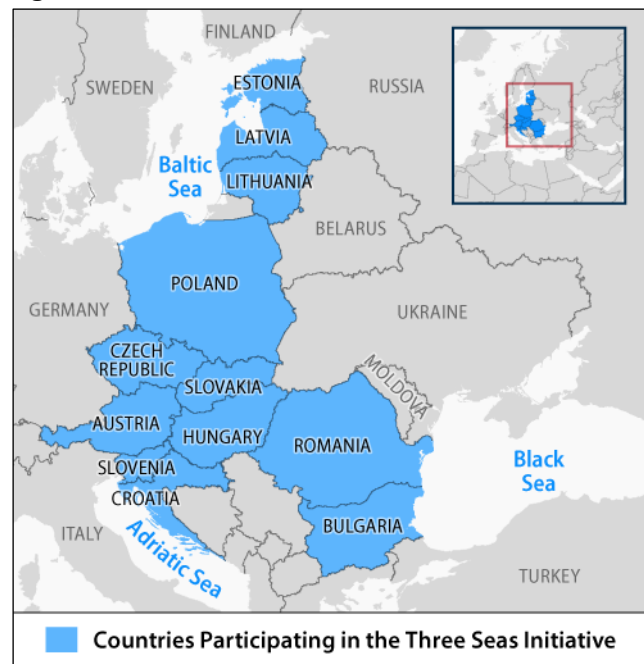 FINLAND
SWEDEN
ESTONIA
RUSSIA
LATVIA
Baltic
Sea
LITHUANIA
BELARUS
POLAND
GERMANY
UKRAINE
CZECH
REPUBLIC
SLOVAKIA
MOLDOVA
AUSTRIA
HUNGARY
ROMANIA
SLOVENIA
CROATIA
Black
Sea
ITALY
Adriatic Sea
BULGARIA
TURKEY
Countries Participating in the Three Seas Initiative